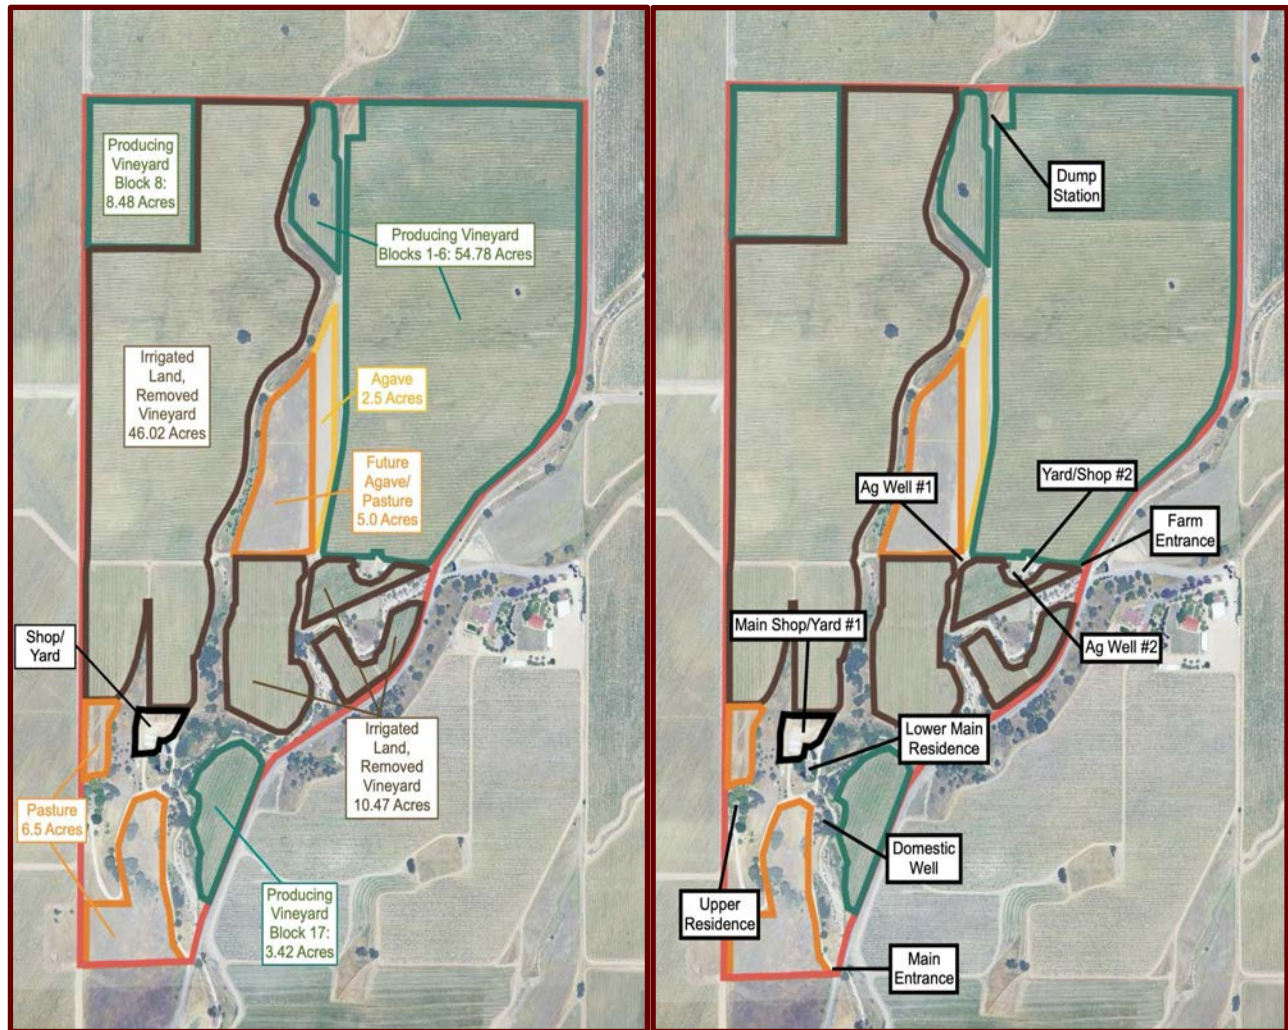 Producing
Vineyard
Block 8:
8.48 Acres
Producing Vineyard
Blocks 1-6: 54.78 Acres
Irrigated
Land,
Removed
Vineyard
46.02 Acres
Agave
2.5 Acres
Future
Agave/
Pasture
5.0 Acres
Shop/
Yard
Irrigated
Land,
Removed
Vineyard
10.47 Acres
Pasture
6.5 Acres
Producing
Vineyard
Block 17:
3.42 Acres
Dump
Station
Ag Well #1
Yard/Shop #2
Farm
Entrance
Main Shop/Yard #1
Ag Well #2
Lower Main
Residence
Domestic
Well
Upper
Residence
Main
Entrance